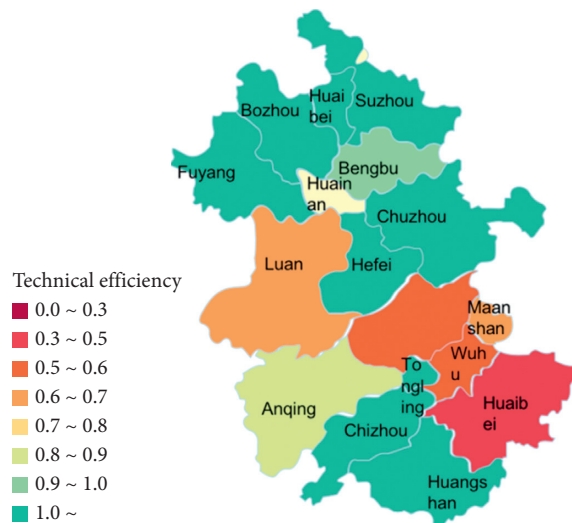 Huai
bei
Suzhou
Bozhou
Bengbu
Fuyang
Huain
an
Chuzhou
Luan
Hefei
Maan
shan
Wuh
u
To
ngl
ing
Anqing
Huaib
ei
Chizhou
Huangs
han
Technical efficiency
0.0 ~ 0.3
0.3 ~ 0.5
0.5 ~ 0.6
0.6 ~ 0.7
0.7 ~ 0.8
0.8 ~ 0.9
0.9 ~ 1.0
1.0 ~